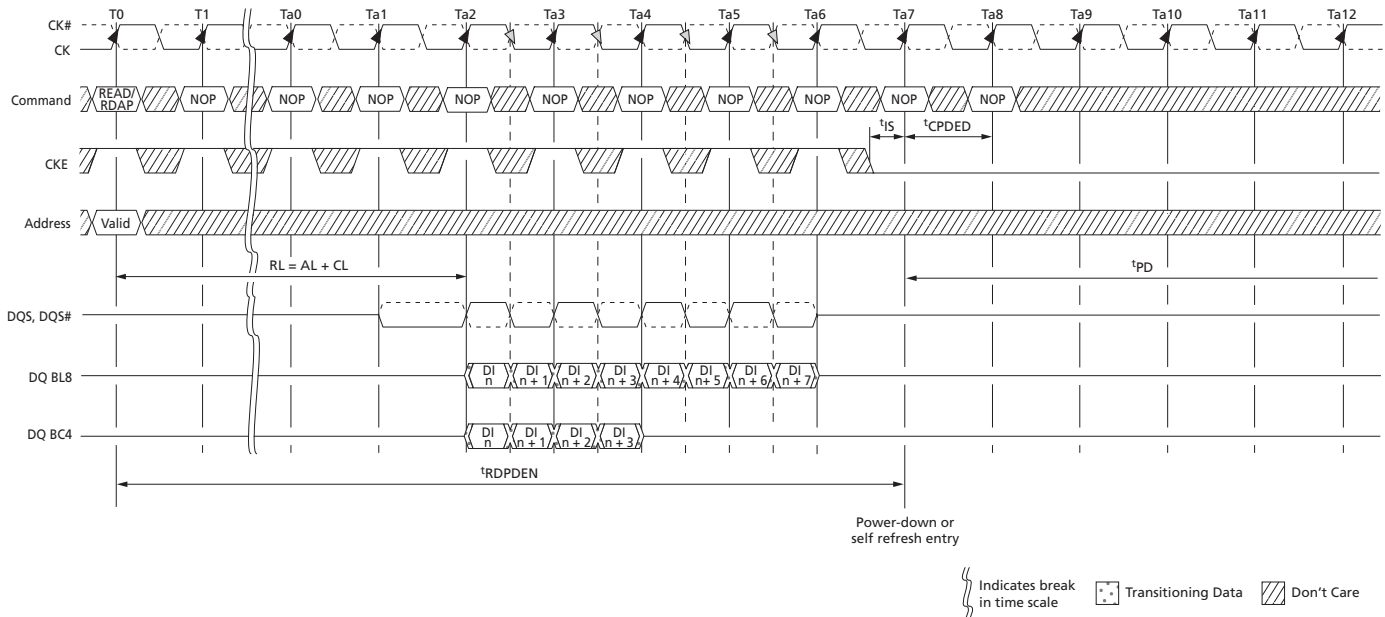 T0 T1 Ta0 Ta1 Ta2 Ta3 Ta4 Ta5 Ta6 Ta7 Ta8 Ta9 Ta10 Ta11 Ta12
CK#
CK
Command READ/ RDAP NOP NOP NOP NOP NOP NOP NOP NOP NOP NOP
tIS tCPDED
CKE
Address Valid
RL = AL + CL
tPD
DQS, DQS#
DQ BL8 DI n DI n + 1 DI n + 2 DI n + 3 DI n + 4 DI n + 5 DI n + 6 DI n + 7
DQ BC4 DI n DI n + 1 DI n + 2 DI n + 3
tRDPDEN
Power-down or
self refresh entry
Indicates break
in time scale
Transitioning Data
Don't Care